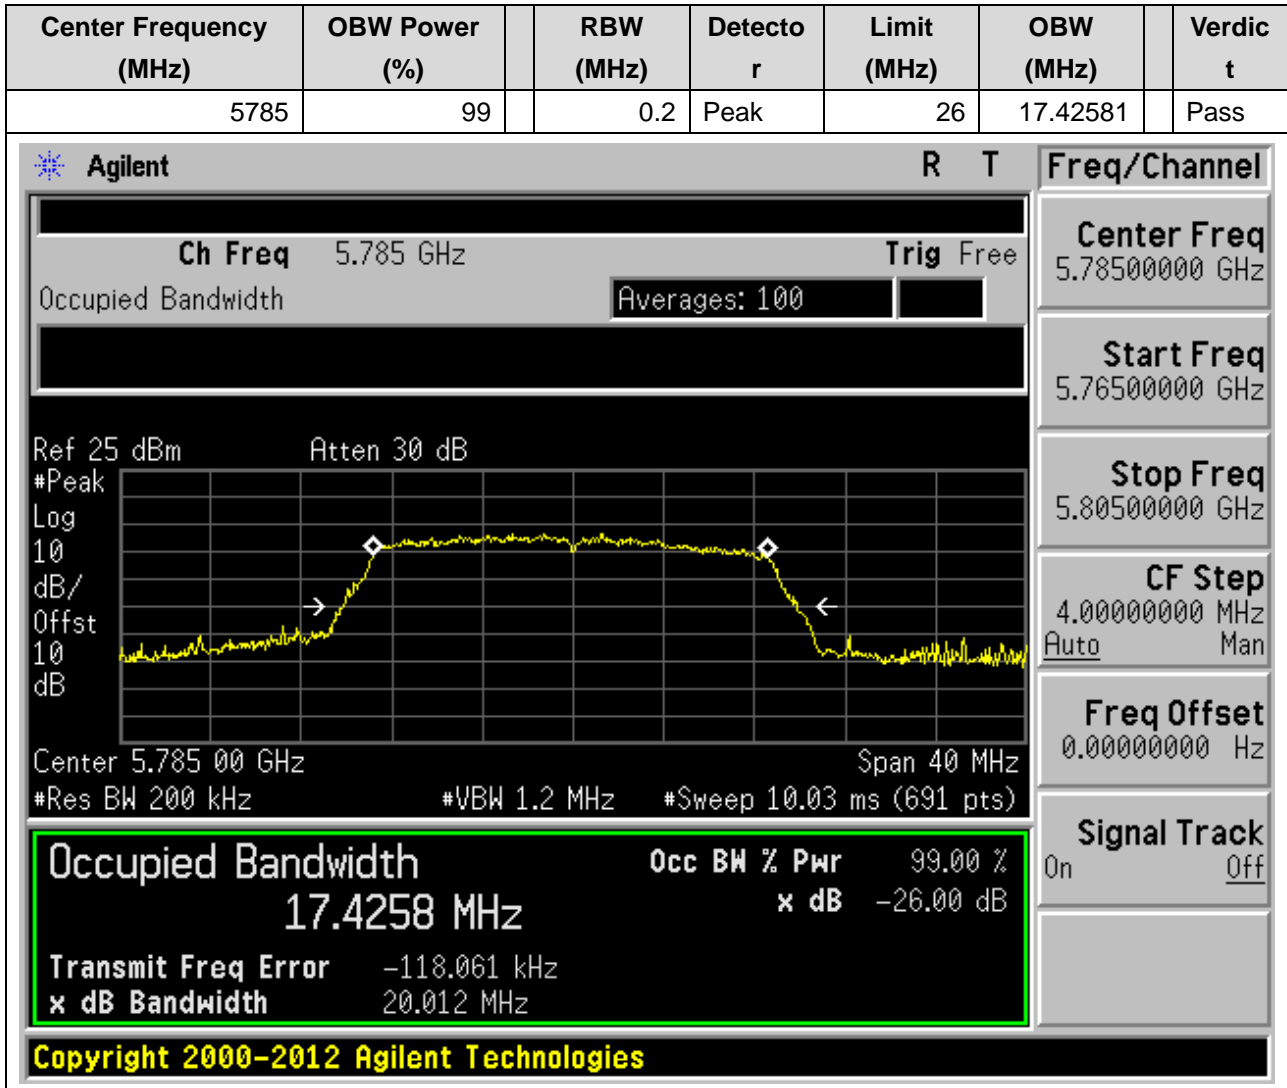 Center Frequency (MHz) OBW Power (%) RBW (MHz) Detector Limit (MHz) OBW (MHz) Verdict
5785 99 0.2 Peak 26 17.42581 Pass
Agilent R T
Ch Freq 5.785 GHz Trig Free
Occupied Bandwidth Averages: 100
Ref 25 dBm Atten 30 dB
#Peak
Log
10
dB/
Offst
10
dB
Center 5.785 00 GHz Span 40 MHz
#Res BW 200 kHz #VBW 1.2 MHz #Sweep 10.03 ms (691 pts)
Occupied Bandwidth Occ BW % Pwr 99.00 %
17.4258 MHz x dB -26.00 dB
Transmit Freq Error -118.061 kHz
x dB Bandwidth 20.012 MHz
Copyright 2000-2012 Agilent Technologies
Freq/Channel
Center Freq
5.78500000 GHz
Start Freq
5.76500000 GHz
Stop Freq
5.80500000 GHz
CF Step
4.00000000 MHz
Auto Man
Freq Offset
0.00000000 Hz
Signal Track
On Off